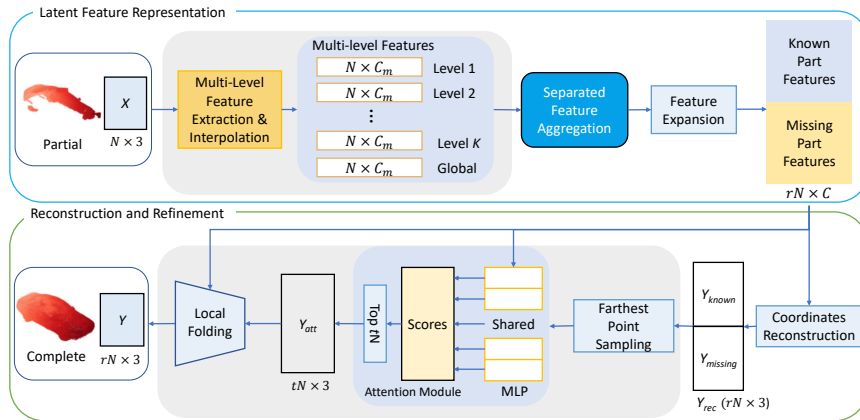 Latent Feature Representation
Partial
X
N × 3
Multi-Level
Feature
Extraction &
Interpolation
Multi-level Features
N × C_m Level 1
N × C_m Level 2
⋮
N × C_m Level K
N × C_m Global
Separated
Feature
Aggregation
Feature
Expansion
Known
Part
Features
Missing
Part
Features
rN × C
Reconstruction and Refinement
Complete
Y
rN × 3
Local
Folding
Y_att
tN × 3
Top tN
Scores
Shared
MLP
Attention Module
Farthest
Point
Sampling
Y_known
Y_missing
Y_rec (rN × 3)
Coordinates
Reconstruction